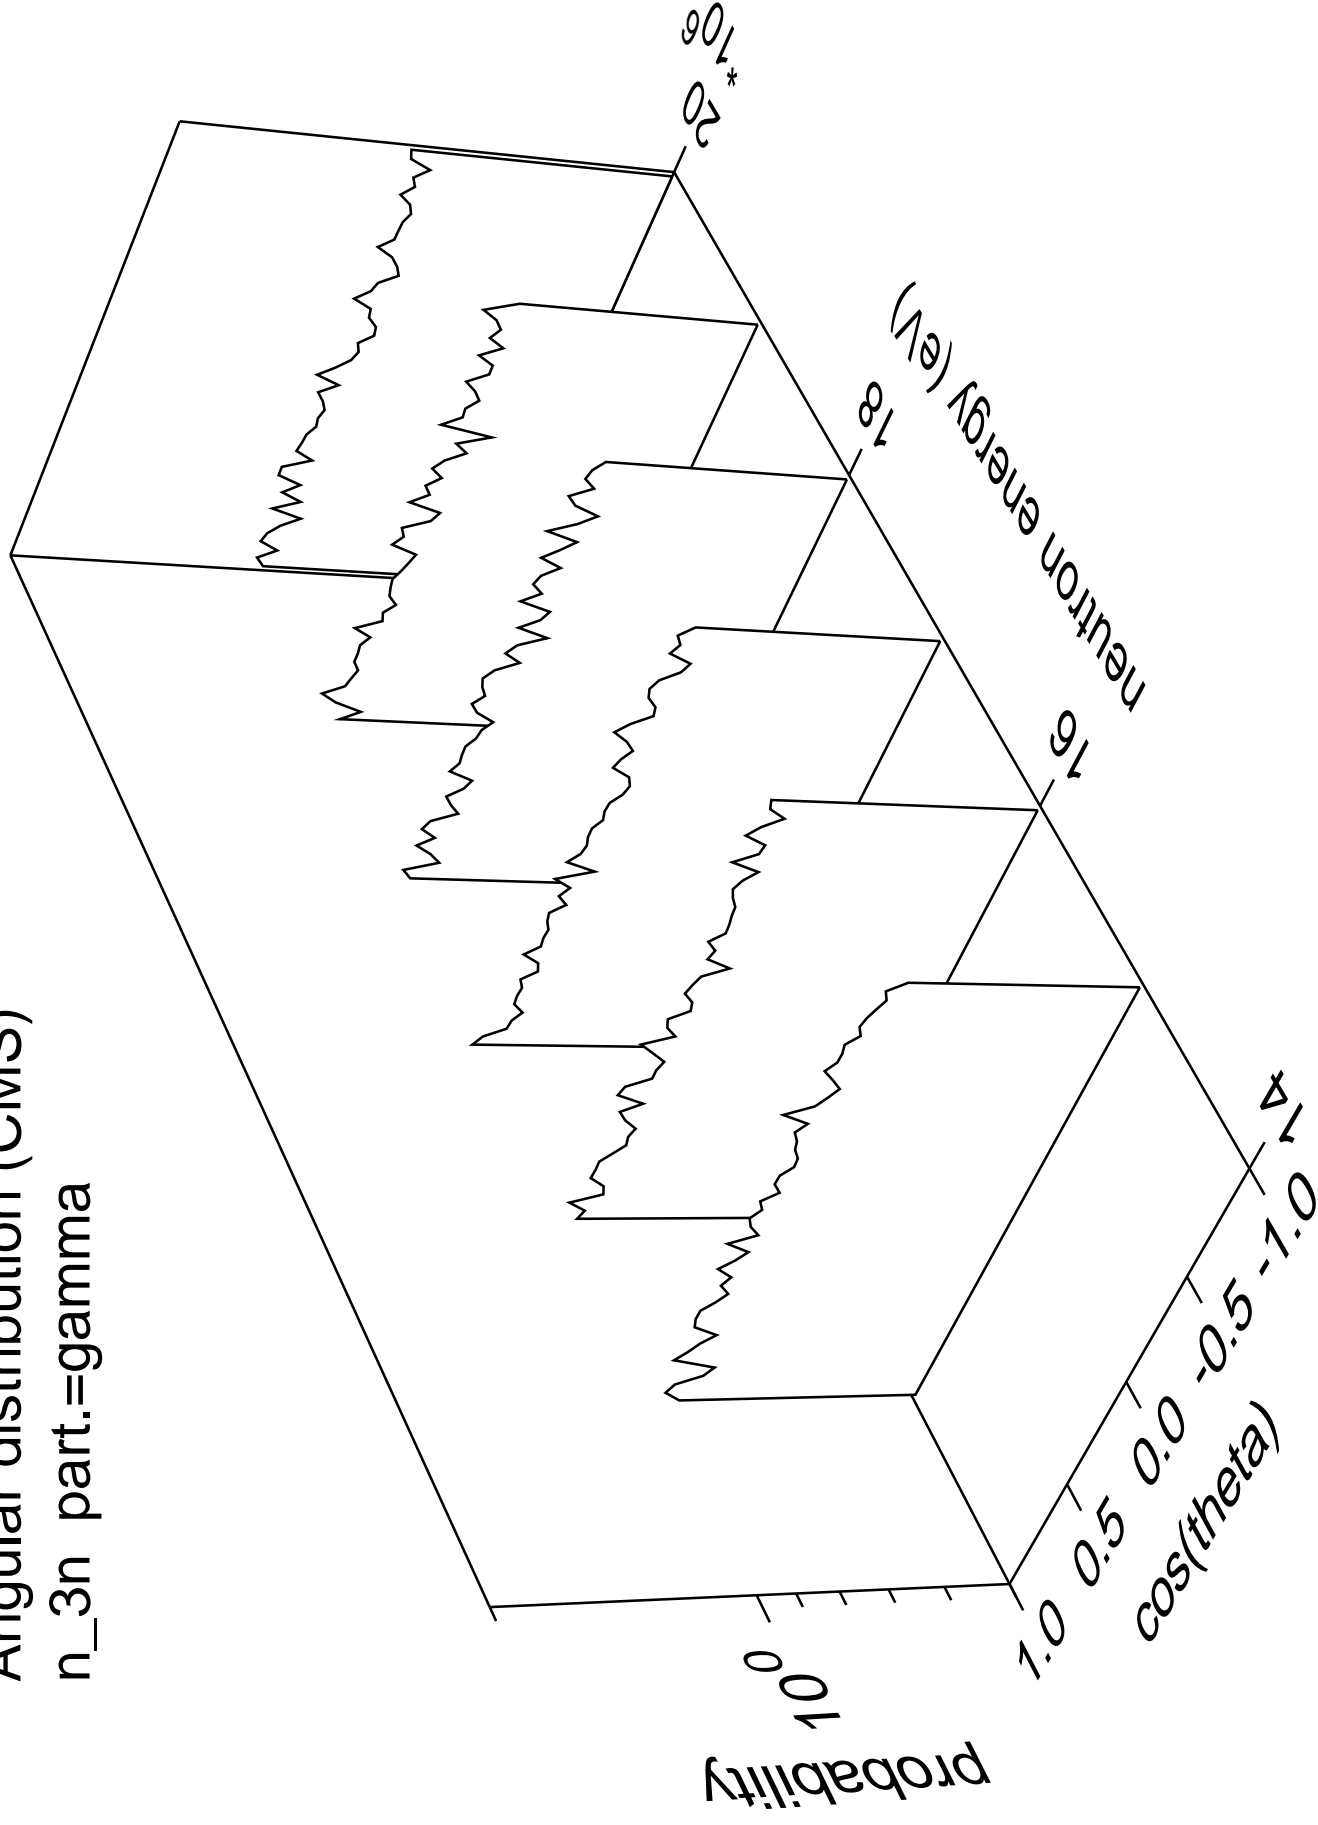 Angular distribution (CMS)
n_3n part.=gamma
probability
10 0
1.0 0.5 0.0 -0.5 -1.0
cos(theta)
14 16 18 20
* 10 6
neutron energy (eV)